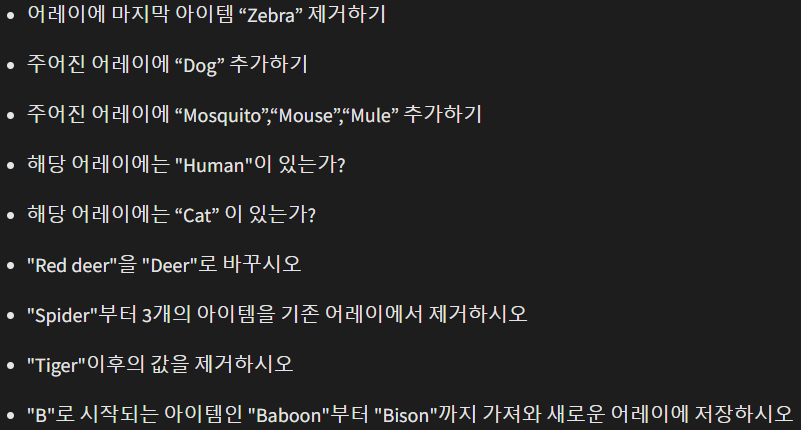 어레이에 마지막 아이템 “Zebra” 제거하기
주어진 어레이에 “Dog” 추가하기
주어진 어레이에 “Mosquito”,“Mouse”,“Mule” 추가하기
해당 어레이에는 "Human"이 있는가?
해당 어레이에는 “Cat” 이 있는가?
"Red deer"을 "Deer"로 바꾸시오
"Spider"부터 3개의 아이템을 기존 어레이에서 제거하시오
"Tiger"이후의 값을 제거하시오
"B"로 시작되는 아이템인 "Baboon"부터 "Bison"까지 가져와 새로운 어레이에 저장하시오